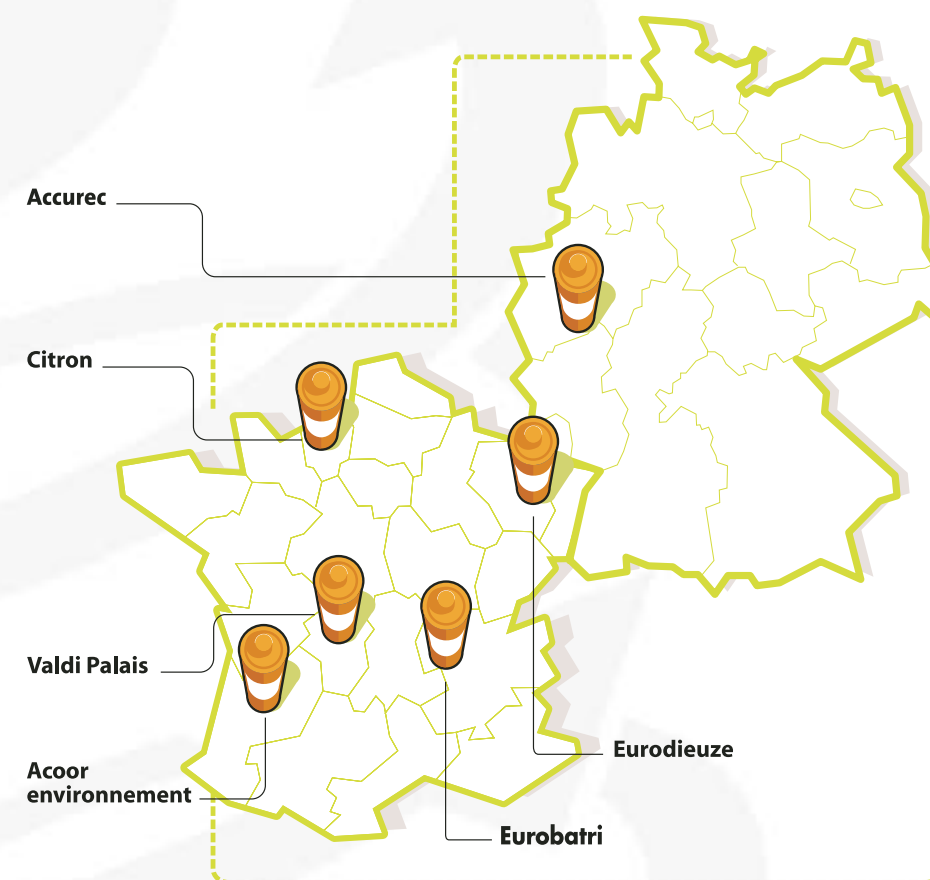 Accurec
Citron
Valdi Palais
Eurodieuze
Acoor
environnement
Eurobatri